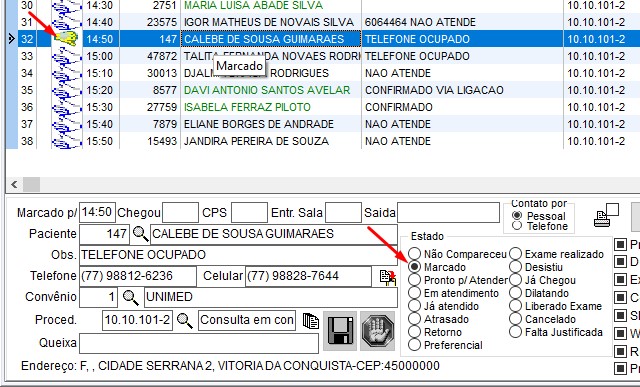 30 14:30 2751 MARIA LUISA ABADE SILVA 10.10.101-2
31 14:40 23575 IGOR MATHEUS DE NOVAIS SILVA 6064464 NAO ATENDE 10.10.101-2
32 14:50 147 CALEBE DE SOUSA GUIMARAES TELEFONE OCUPADO 10.10.101-2
33 15:00 47872 TALITA FERNANDA NOVAES RODRI TELEFONE OCUPADO 10.10.101-2
Marcado
34 15:10 30013 DJALM RODRIGUES NAO ATENDE 10.10.101-2
35 15:20 8577 DAVI ANTONIO SANTOS AVELAR CONFIRMADO VIA LIGACAO 10.10.101-2
36 15:30 27759 ISABELA FERRAZ PILOTO CONFIRMADO 10.10.101-2
37 15:40 7879 ELIANE BORGES DE ANDRADE NAO ATENDE 10.10.101-2
38 15:50 15493 JANDIRA PEREIRA DE SOUZA NAO ATENDE 10.10.101-2
Marcado p/ 14:50 Chegou CPS Entr. Sala Saida
Contato por
Pessoal
Telefone
Paciente 147 CALEBE DE SOUSA GUIMARAES
Obs. TELEFONE OCUPADO
Telefone (77) 98812-6236 Celular (77) 98828-7644
Convênio 1 UNIMED
Proced. 10.10.101-2 Consulta em con
Queixa
Endereço: F, , CIDADE SERRANA 2, VITORIA DA CONQUISTA-CEP:45000000
Estado
Não Compareceu
Marcado
Pronto p/ Atender
Em atendimento
Já atendido
Atrasado
Retorno
Preferencial
Exame realizado
Desistiu
Já Chegou
Dilatando
Liberado Exame
Cancelado
Falta Justificada
P
D
E
C
S
W
R
P